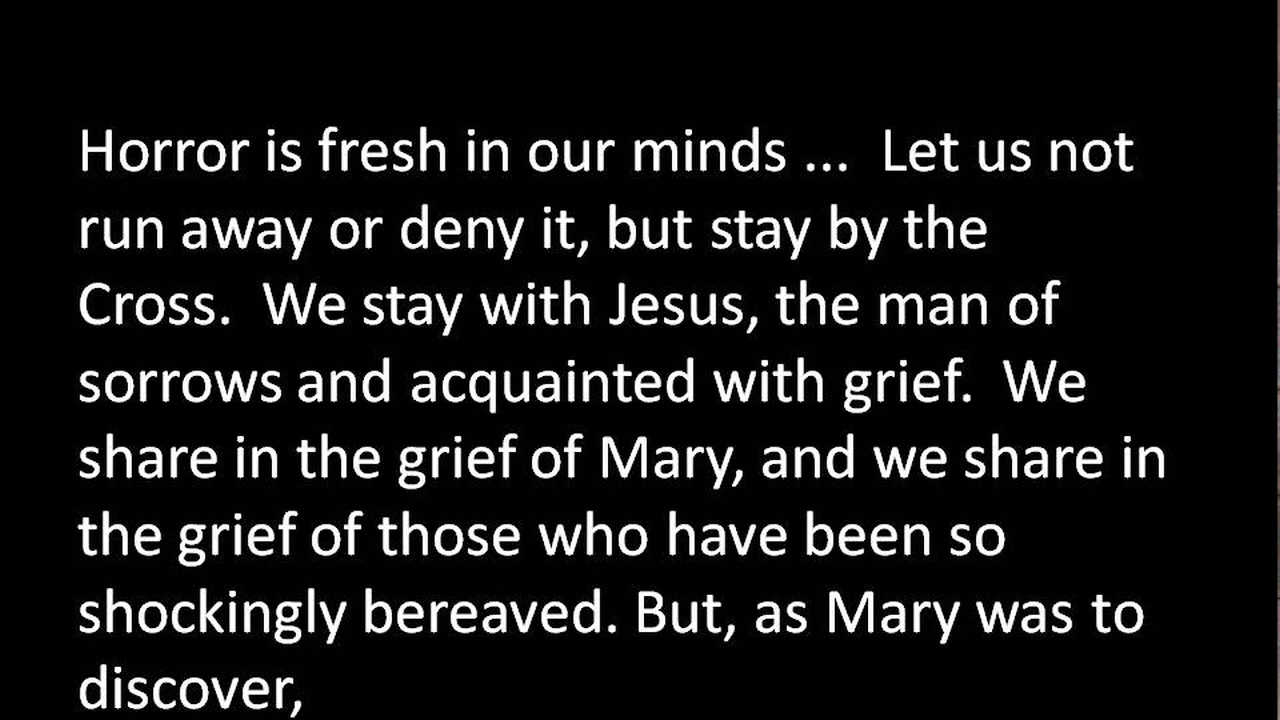 Horror is fresh in our minds ...  Let us not
run away or deny it, but stay by the
Cross.  We stay with Jesus, the man of
sorrows and acquainted with grief.  We
share in the grief of Mary, and we share in
the grief of those who have been so
shockingly bereaved. But, as Mary was to
discover,